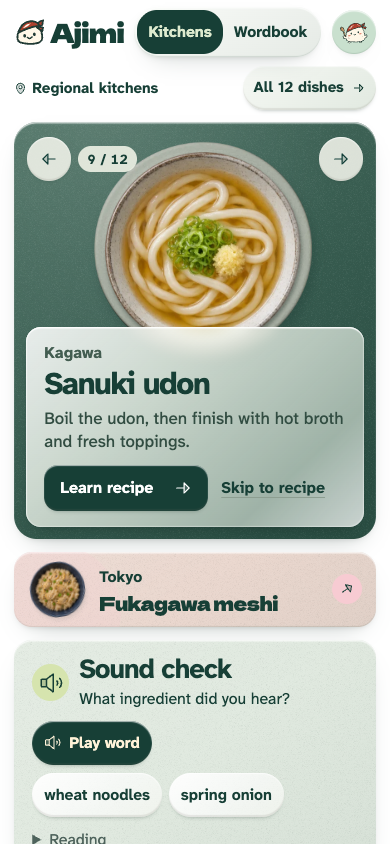 Ajimi
Kitchens
Wordbook
Regional kitchens
All 12 dishes
9 / 12
Kagawa
Sanuki udon
Boil the udon, then finish with hot broth
and fresh toppings.
Learn recipe
Skip to recipe
Tokyo
Fukagawa meshi
Sound check
What ingredient did you hear?
Play word
wheat noodles
spring onion
Reading